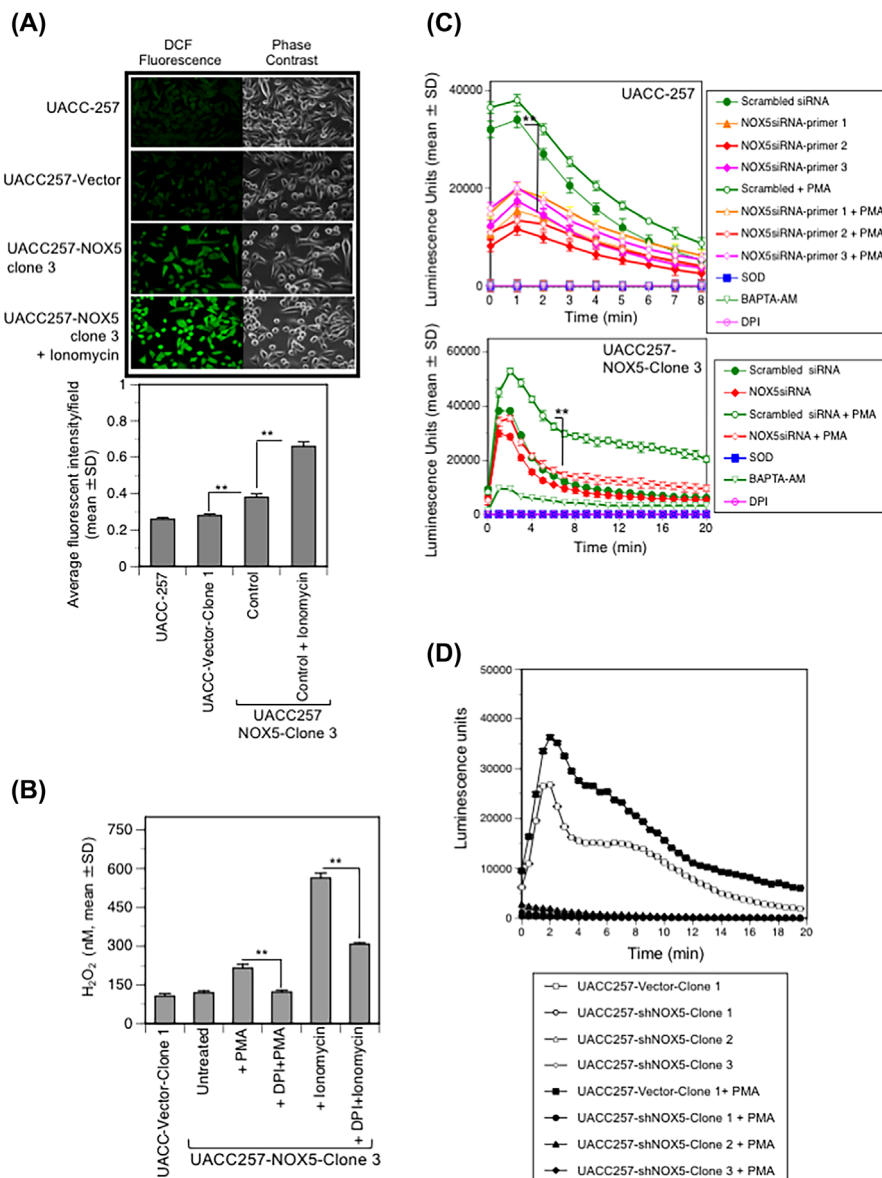 (A)
DCF
Fluorescence
Phase
Contrast
UACC-257
UACC257-Vector
UACC257-NOX5
clone 3
UACC257-NOX5
clone 3
+ Ionomycin
Average fluorescent intensity/field
(mean ±SD)
1
0.8
0.6
0.4
0.2
0
**
**
UACC-257
UACC-Vector-Clone 1
Control
Control + Ionomycin
UACC257
NOX5-Clone 3
(B)
H2O2 (nM, mean ±SD)
750
600
450
300
150
0
**
**
UACC-Vector-Clone 1
Untreated
+ PMA
+ DPI+PMA
+ Ionomycin
+ DPI+Ionomycin
UACC257-NOX5-Clone 3
(C)
Luminescence Units (mean ± SD)
40000
20000
0
UACC-257
**
0 1 2 3 4 5 6 7 8
Time (min)
Scrambled siRNA
NOX5siRNA-primer 1
NOX5siRNA-primer 2
NOX5siRNA-primer 3
Scrambled + PMA
NOX5siRNA-primer 1 + PMA
NOX5siRNA-primer 2 + PMA
NOX5siRNA-primer 3 + PMA
SOD
BAPTA-AM
DPI
Luminescence Units (mean ± SD)
60000
40000
20000
0
UACC257-
NOX5-Clone 3
**
0 4 8 12 16 20
Time (min)
Scrambled siRNA
NOX5siRNA
Scrambled siRNA + PMA
NOX5siRNA + PMA
SOD
BAPTA-AM
DPI
(D)
Luminescence units
50000
40000
30000
20000
10000
0
0 2 4 6 8 10 12 14 16 18 20
Time (min)
UACC257-Vector-Clone 1
UACC257-shNOX5-Clone 1
UACC257-shNOX5-Clone 2
UACC257-shNOX5-Clone 3
UACC257-Vector-Clone 1+ PMA
UACC257-shNOX5-Clone 1 + PMA
UACC257-shNOX5-Clone 2 + PMA
UACC257-shNOX5-Clone 3 + PMA